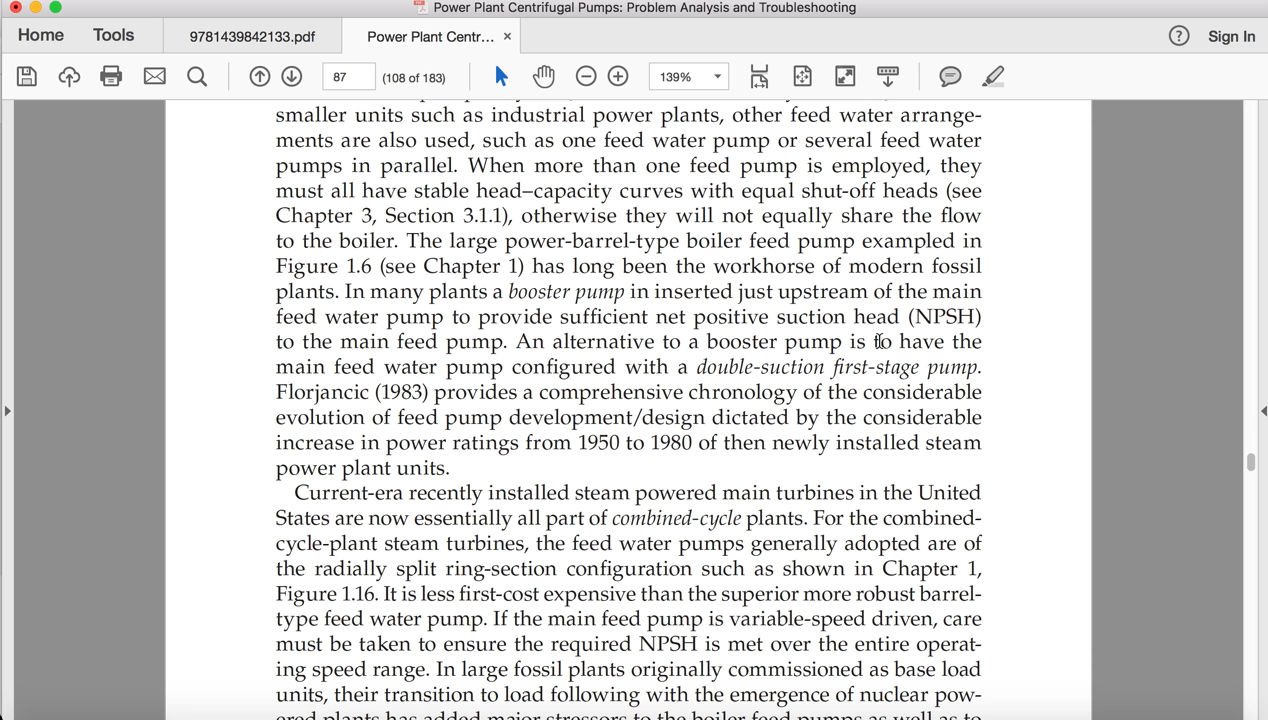 Power Plant Centrifugal Pumps: Problem Analysis and Troubleshooting
Home Tools 9781439842133.pdf Power Plant Centr... × ? Sign In
87 (108 of 183) 139%
smaller units such as industrial power plants, other feed water arrange-
ments are also used, such as one feed water pump or several feed water
pumps in parallel. When more than one feed pump is employed, they
must all have stable head–capacity curves with equal shut-off heads (see
Chapter 3, Section 3.1.1), otherwise they will not equally share the flow
to the boiler. The large power-barrel-type boiler feed pump exampled in
Figure 1.6 (see Chapter 1) has long been the workhorse of modern fossil
plants. In many plants a booster pump in inserted just upstream of the main
feed water pump to provide sufficient net positive suction head (NPSH)
to the main feed pump. An alternative to a booster pump is to have the
main feed water pump configured with a double-suction first-stage pump.
Florjancic (1983) provides a comprehensive chronology of the considerable
evolution of feed pump development/design dictated by the considerable
increase in power ratings from 1950 to 1980 of then newly installed steam
power plant units.
Current-era recently installed steam powered main turbines in the United
States are now essentially all part of combined-cycle plants. For the combined-
cycle-plant steam turbines, the feed water pumps generally adopted are of
the radially split ring-section configuration such as shown in Chapter 1,
Figure 1.16. It is less first-cost expensive than the superior more robust barrel-
type feed water pump. If the main feed pump is variable-speed driven, care
must be taken to ensure the required NPSH is met over the entire operat-
ing speed range. In large fossil plants originally commissioned as base load
units, their transition to load following with the emergence of nuclear pow-
ered plants has added major stressors to the boiler feed pumps as well as to